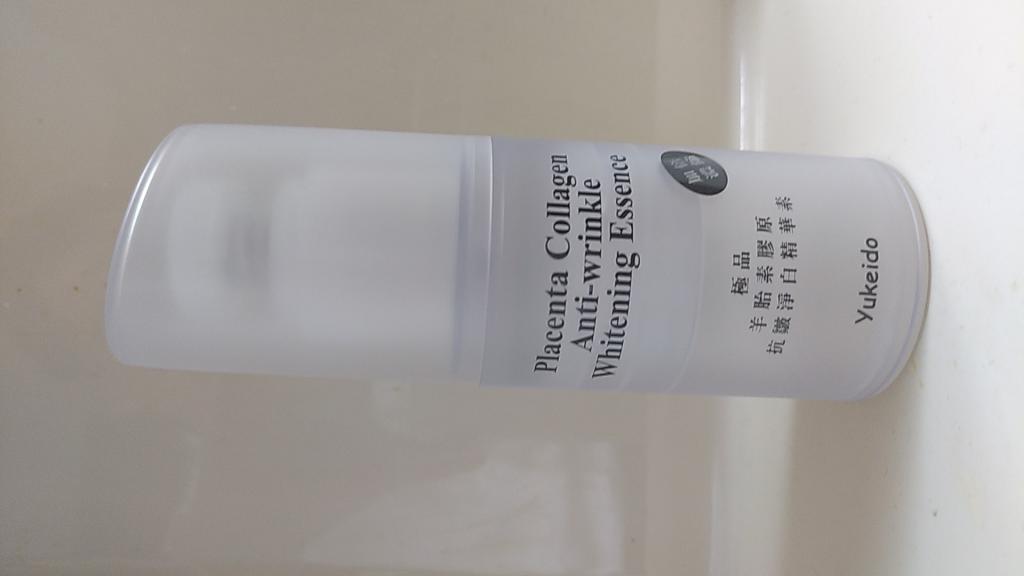 Placenta Collagen
Anti-wrinkle
Whitening Essence
極品
羊胎素膠原
抗皺淨白精華素
Yukeido